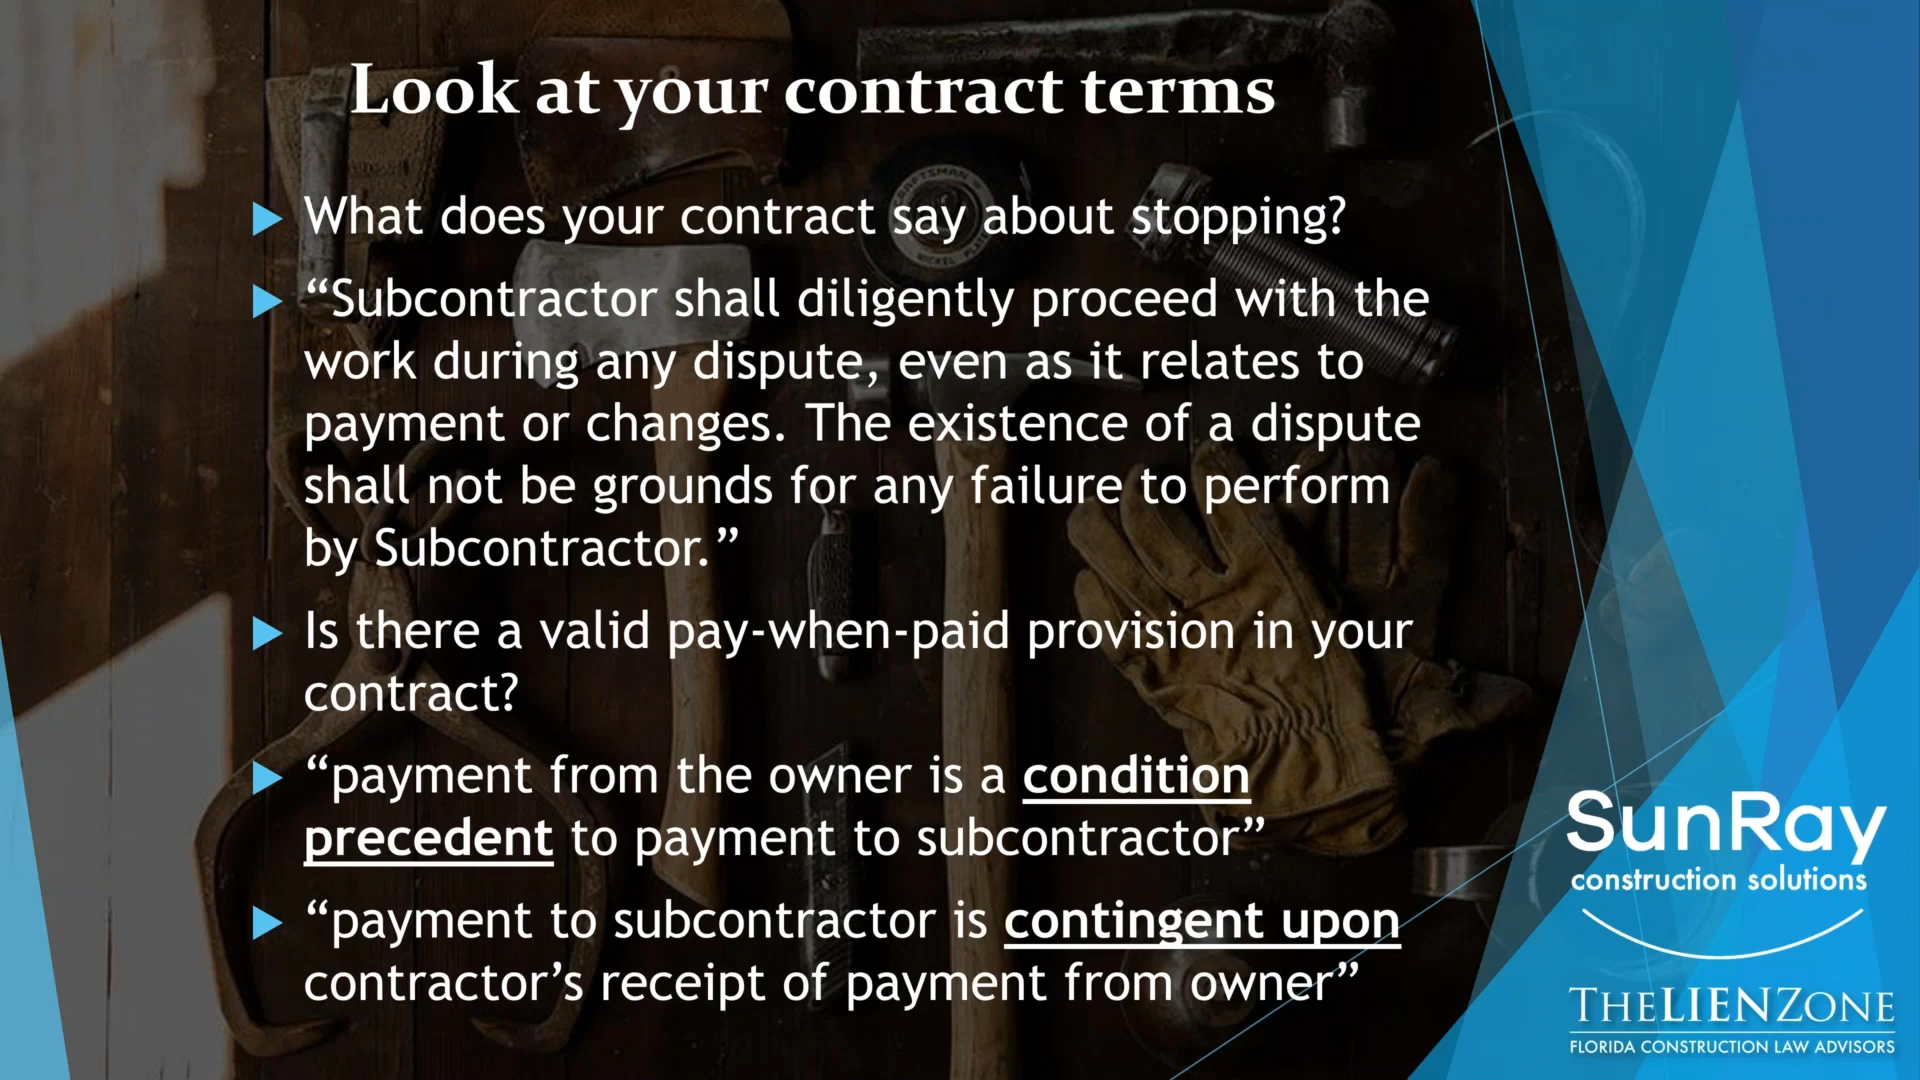 Look at your contract terms
What does your contract say about stopping?
“Subcontractor shall diligently proceed with the
work during any dispute, even as it relates to
payment or changes. The existence of a dispute
shall not be grounds for any failure to perform
by Subcontractor.”
Is there a valid pay-when-paid provision in your
contract?
“payment from the owner is a condition
precedent to payment to subcontractor”
“payment to subcontractor is contingent upon
contractor’s receipt of payment from owner”
SunRay
construction solutions
THELIENZONE
FLORIDA CONSTRUCTION LAW ADVISORS